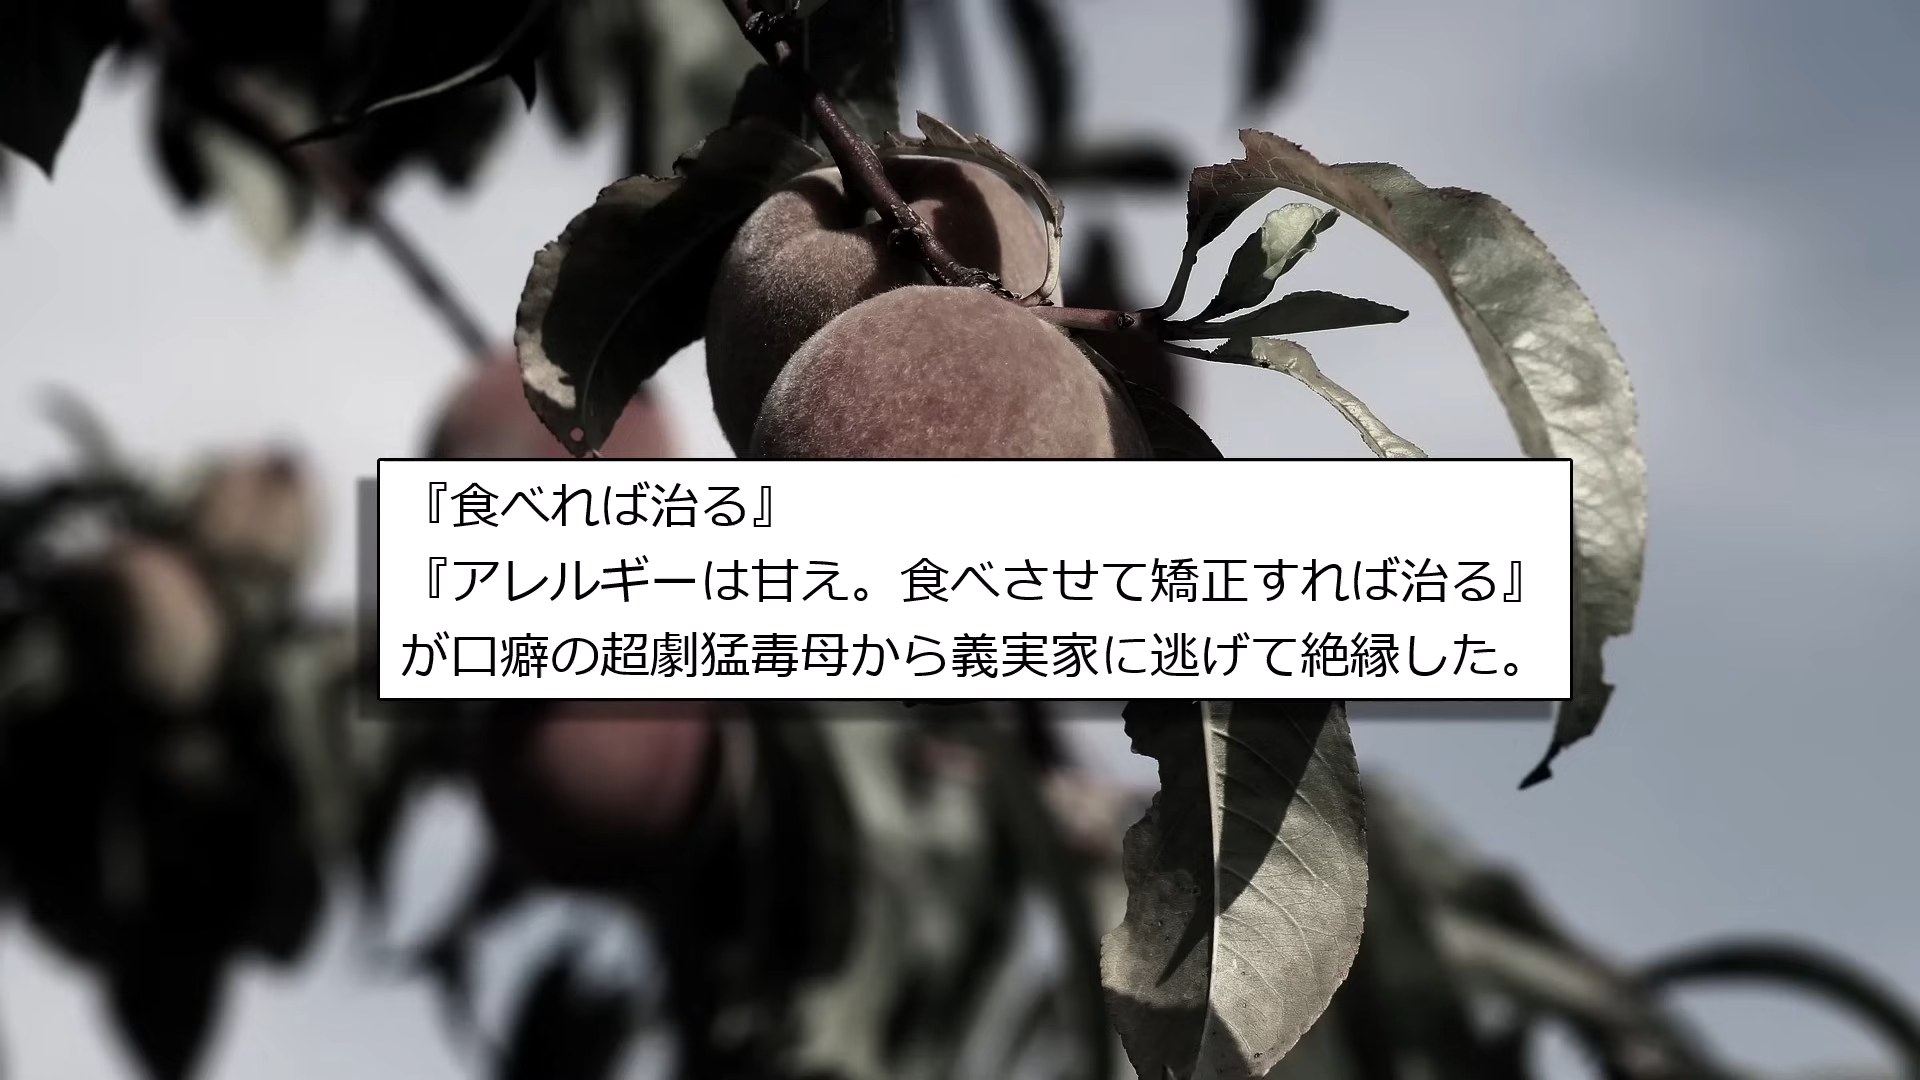 『食べれば治る』
『アレルギーは甘え。食べさせて矯正すれば治る』
が口癖の超劇猛毒母から義実家に逃げて絶縁した。